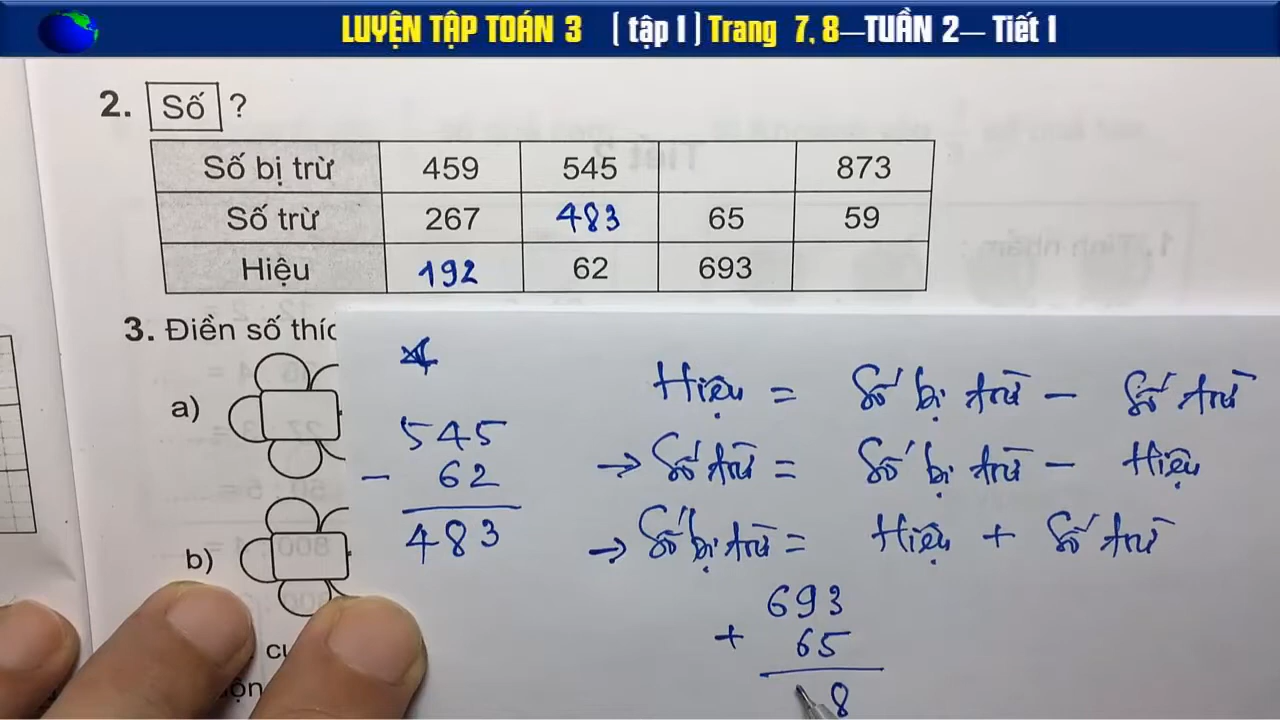 LUYỆN TẬP TOÁN 3 ( tập 1 ) Trang 7, 8—TUẦN 2— Tiết 1
2. Số ?
Số bị trừ 459 545 873
Số trừ 267 483 65 59
Hiệu 192 62 693
3. Điền số thíc
a)
b)
545
- 62
483
Hiệu = Số bị trừ - Số trừ
→ Số trừ = Số bị trừ - Hiệu
→ Số bị trừ = Hiệu + Số trừ
693
+ 65
8